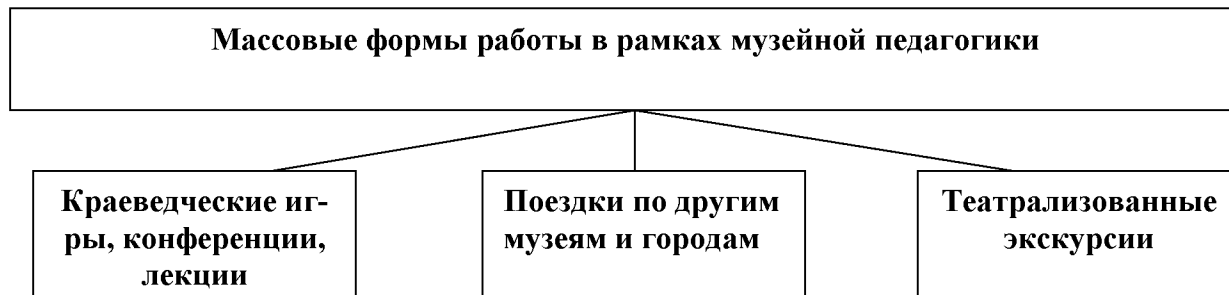 Массовые формы работы в рамках музейной педагогики
Краеведческие иг-
ры, конференции,
лекции
Поездки по другим
музеям и городам
Театрализованные
экскурсии